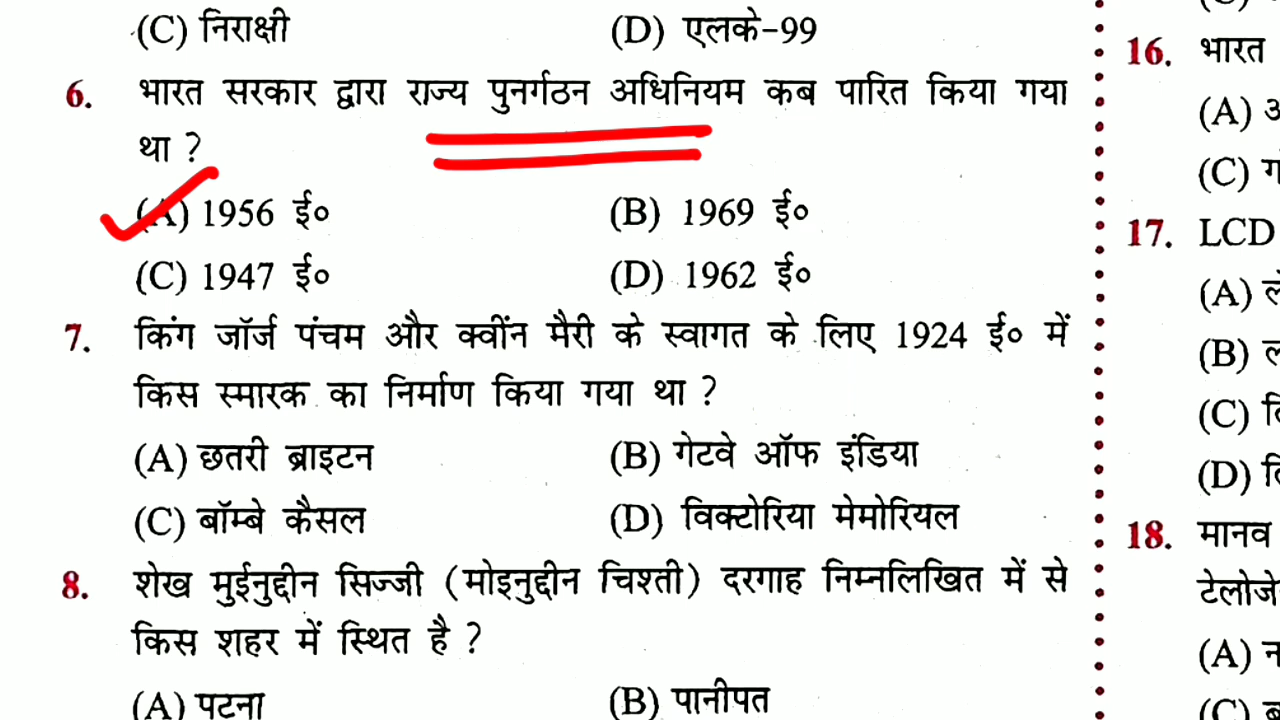 (C) निराक्षी (D) एलके-99
6. भारत सरकार द्वारा राज्य पुनर्गठन अधिनियम कब पारित किया गया
था ?
(A) 1956 ई० (B) 1969 ई०
(C) 1947 ई० (D) 1962 ई०
7. किंग जॉर्ज पंचम और क्वींन मैरी के स्वागत के लिए 1924 ई० में
किस स्मारक का निर्माण किया गया था ?
(A) छतरी ब्राइटन (B) गेटवे ऑफ इंडिया
(C) बॉम्बे कैसल (D) विक्टोरिया मेमोरियल
8. शेख मुईनुद्दीन सिज्जी (मोइनुद्दीन चिश्ती) दरगाह निम्नलिखित में से
किस शहर में स्थित है ?
(A) पटना (B) पानीपत
16. भारत
(A)
(C)
17. LCD
(A)
(B)
(C)
(D)
18. मानव
(A)
(C)